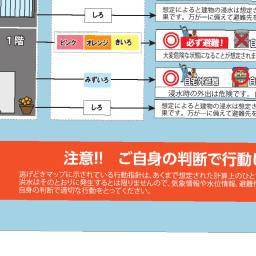 しろ
想定によると建物の浸水は想定さ
果です。万が一に備えて避難先を
1階
ピンク オレンジ きいろ
必ず避難!
大変危険な状態になることが想定されま
みずいろ
自宅外避難
浸水時の外出は危険です。自
しろ
想定によると建物の浸水は想定さ
果です。万が一に備えて避難先を
注意!! ご自身の判断で行動し
逃げどきマップに示されている行動指針は、あくまで想定された計算上のひと
洪水はそのとおりに発生するとは限りませんので、気象情報や水位情報、避難
自身の判断で適切な行動をとってください。